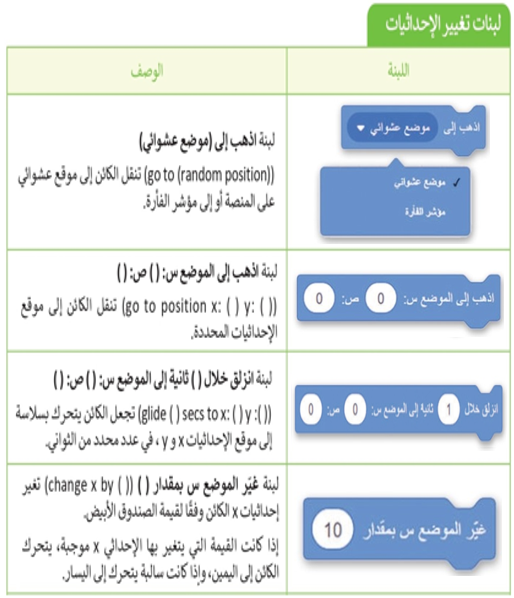 لبنات تغيير الإحداثيات
اللبنة
الوصف
اذهب إلى موضع عشوائي
✓ موضع عشوائي
مؤشر الفأرة
لبنة اذهب إلى (موضع عشوائي)
(go to (random position)) تنقل الكائن إلى موقع عشوائي
على المنصة أو إلى مؤشر الفأرة.
اذهب إلى الموضع س: 0 ص: 0
لبنة اذهب إلى الموضع س: ( ) ص: ( )
(go to position x: ( ) y: ( )) تنقل الكائن إلى موقع
الإحداثيات المحددة.
انزلق خلال 1 ثانية إلى الموضع س: 0 ص: 0
لبنة انزلق خلال ( ) ثانية إلى الموضع س: ( ) ص: ( )
(glide ( ) secs to x: ( ) y :( )) تجعل الكائن يتحرك بسلاسة
إلى موقع الإحداثيات x و y ، في عدد محدد من الثواني.
غيّر الموضع س بمقدار 10
لبنة غيّر الموضع س بمقدار ( ) (change x by ( )) تغير
إحداثيات x الكائن وفقًا لقيمة الصندوق الأبيض.
إذا كانت القيمة التي يتغير بها الإحداثي x موجبة، يتحرك
الكائن إلى اليمين، وإذا كانت سالبة يتحرك إلى اليسار.